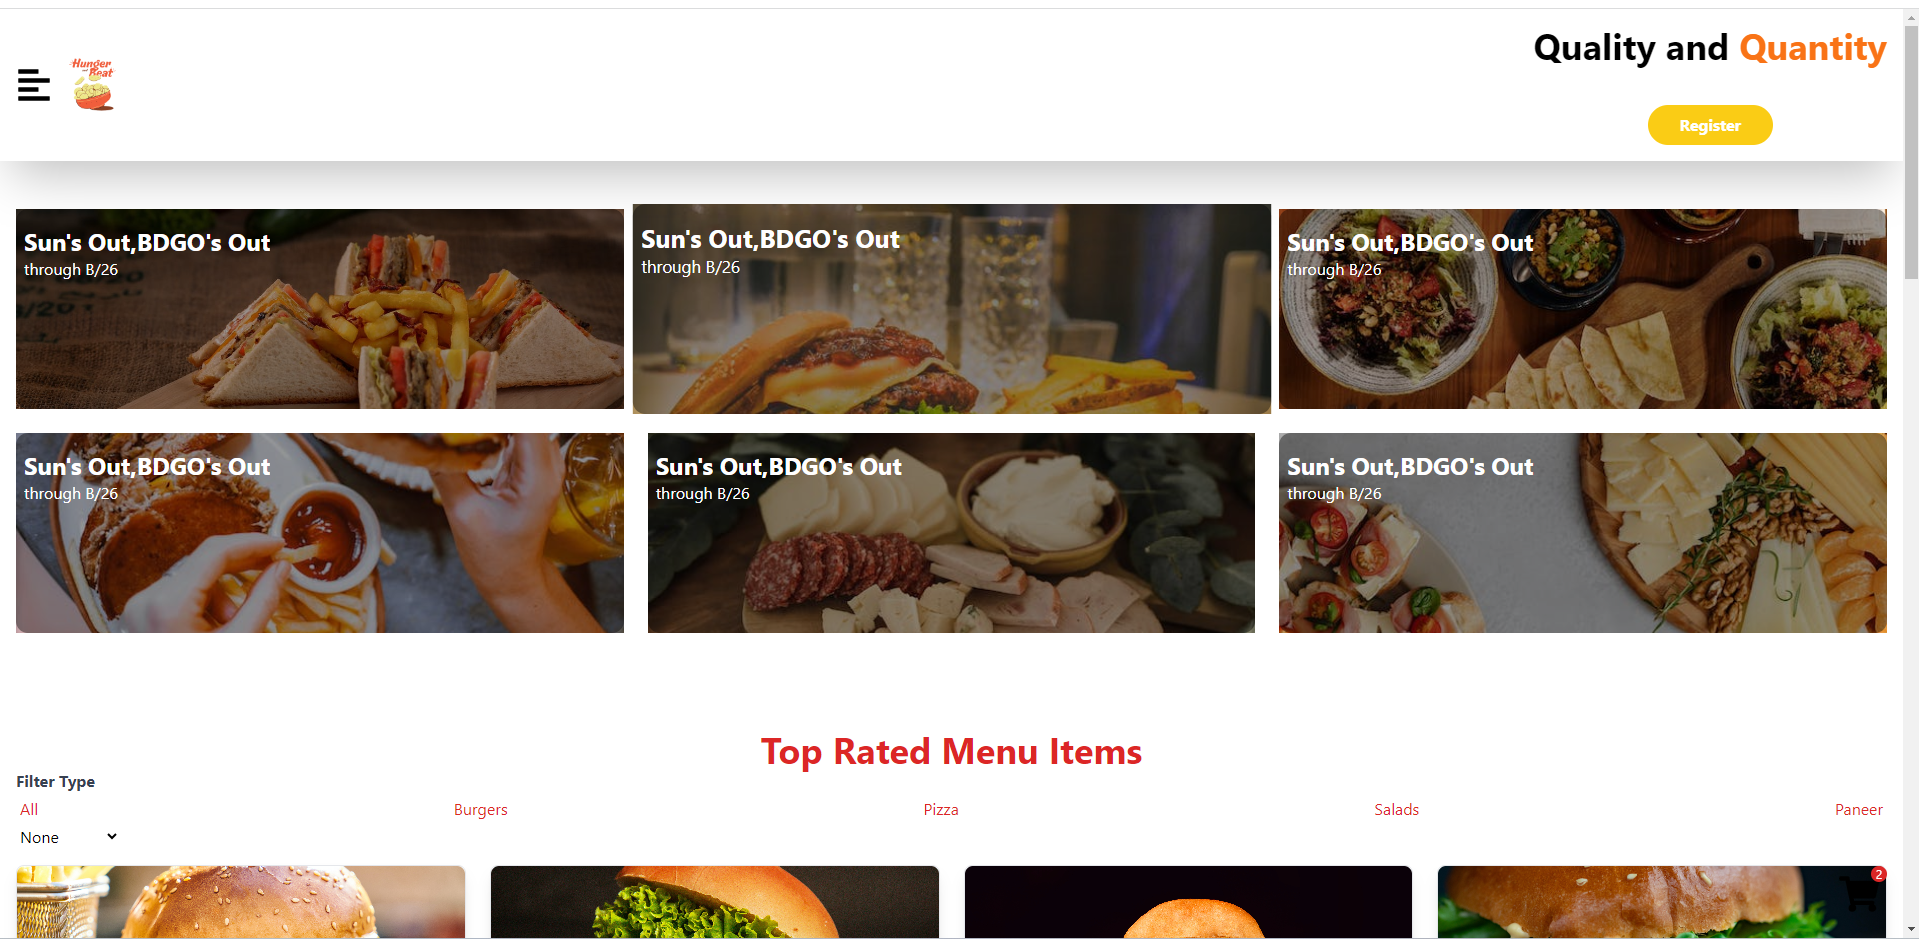 Quality and Quantity
Hunger
Beat
Register
Sun's Out,BDGO's Out
through B/26
Sun's Out,BDGO's Out
through B/26
Sun's Out,BDGO's Out
through B/26
Sun's Out,BDGO's Out
through B/26
Sun's Out,BDGO's Out
through B/26
Sun's Out,BDGO's Out
through B/26
Top Rated Menu Items
Filter Type
All
Burgers
Pizza
Salads
Paneer
None
2